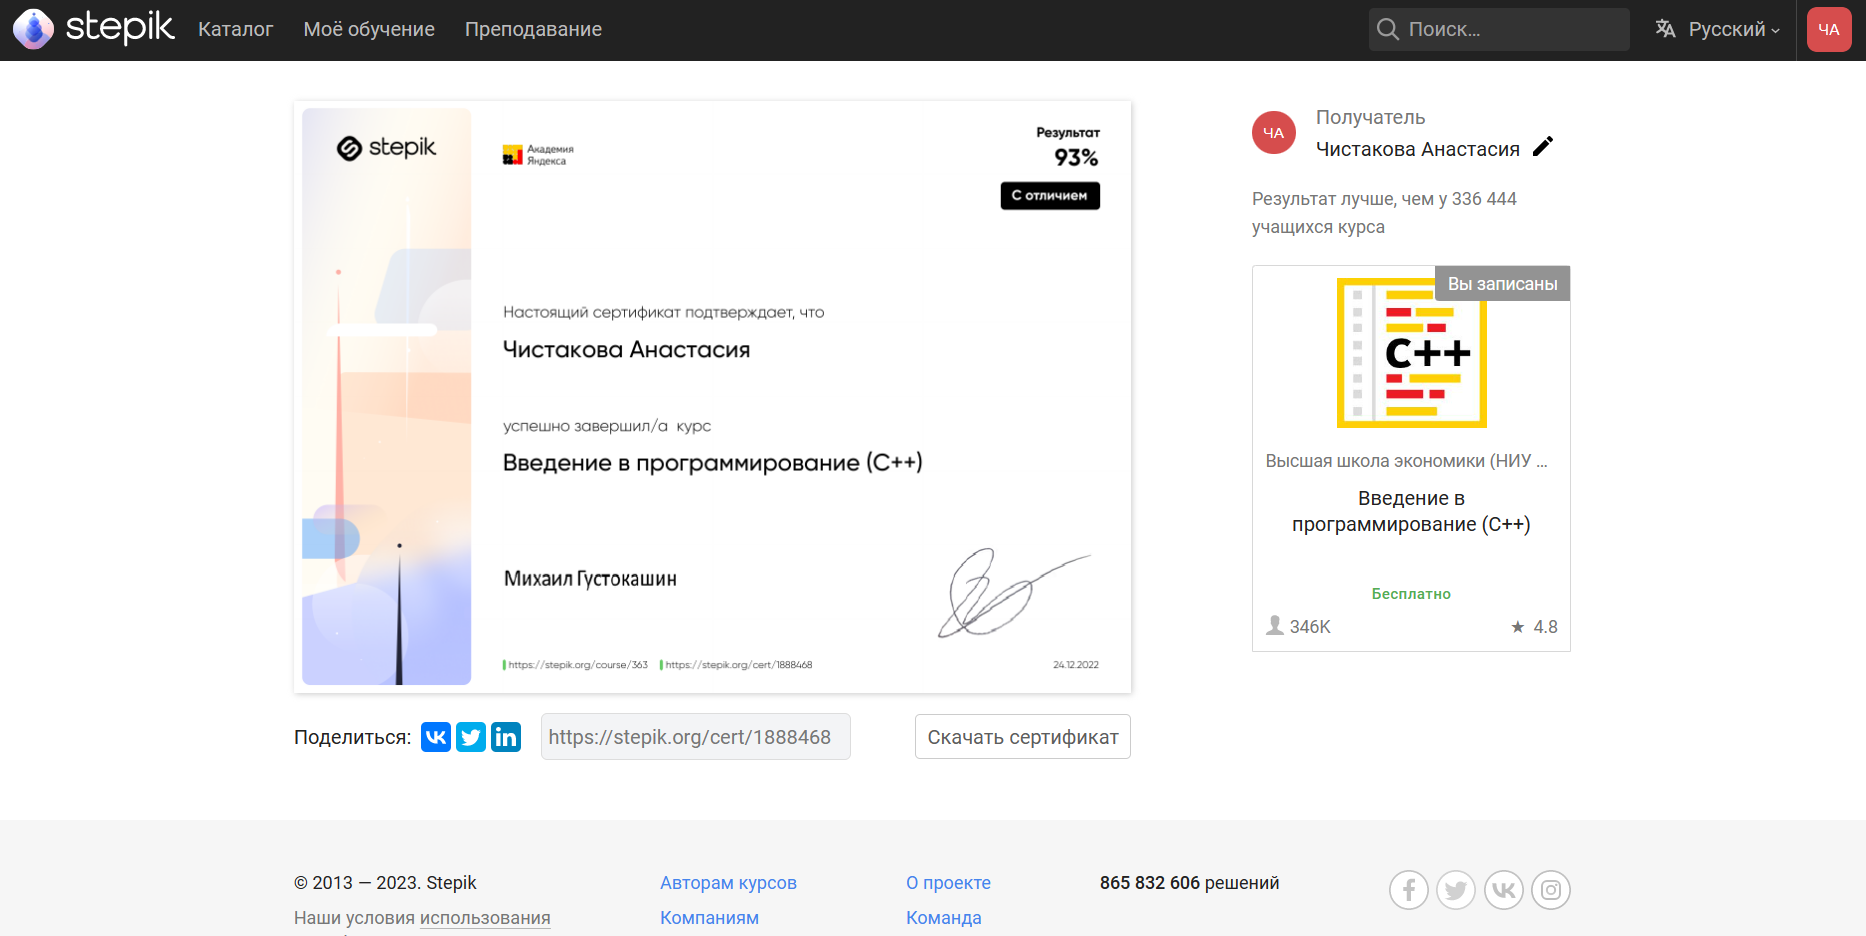 stepik
Каталог
Моё обучение
Преподавание
Поиск...
Русский
ЧА
stepik
Академия
Яндекса
Результат
93%
С отличием
Настоящий сертификат подтверждает, что
Чистакова Анастасия
успешно завершил/а курс
Введение в программирование (C++)
Михаил Густокашин
https://stepik.org/course/363
https://stepik.org/cert/1888468
24.12.2022
ЧА
Получатель
Чистакова Анастасия
Результат лучше, чем у 336 444
учащихся курса
Вы записаны
C++
Высшая школа экономики (НИУ ...
Введение в
программирование (C++)
Бесплатно
346K
4.8
Поделиться:
https://stepik.org/cert/1888468
Скачать сертификат
© 2013 — 2023. Stepik
Авторам курсов
О проекте
865 832 606 решений
Наши условия использования
Компаниям
Команда